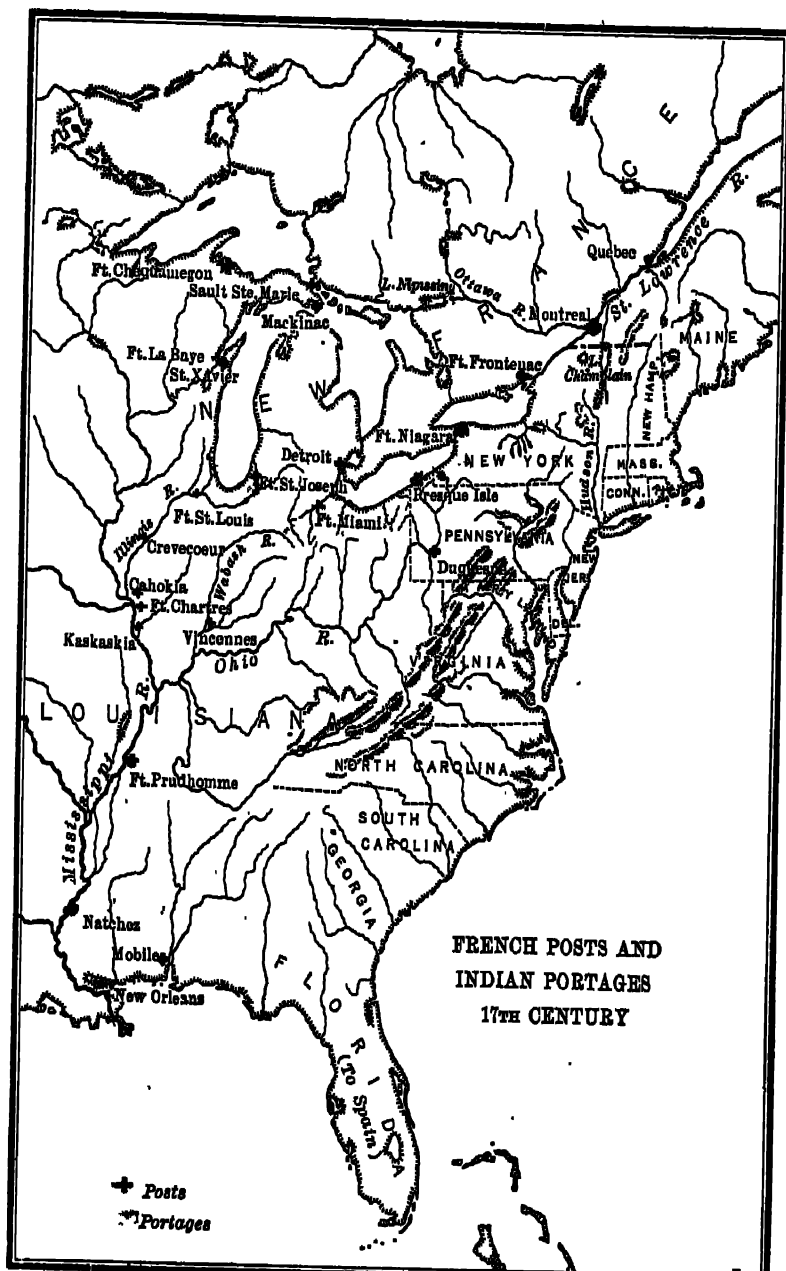 NEW FRANCE
Quebec
St. Lawrence R.
Ft. Chequamegon
Sault Ste. Marie
L. Nipissing
Ottawa R.
Montreal
Mackinac
MAINE
Ft. La Baye
St. Xavier
Ft. Frontenac
L. Champlain
NEW HAMP.
Ft. Niagara
Detroit
NEW YORK
Hudson R.
MASS.
CONN.
Ft. St. Joseph
Presque Isle
Illinois R.
Ft. St. Louis
Ft. Miami
Crevecoeur
Wabash R.
PENNSYLVANIA
Duquesne
NEW JER.
Cahokia
Ft. Chartres
DEL.
Kaskaskia
Vincennes
Ohio R.
VIRGINIA
LOUISIANA
Mississippi R.
Ft. Prudhomme
NORTH CAROLINA
SOUTH
CAROLINA
GEORGIA
Natchez
Mobile
New Orleans
FLORIDA
(To Spain)
FRENCH POSTS AND
INDIAN PORTAGES
17TH CENTURY
Posts
Portages